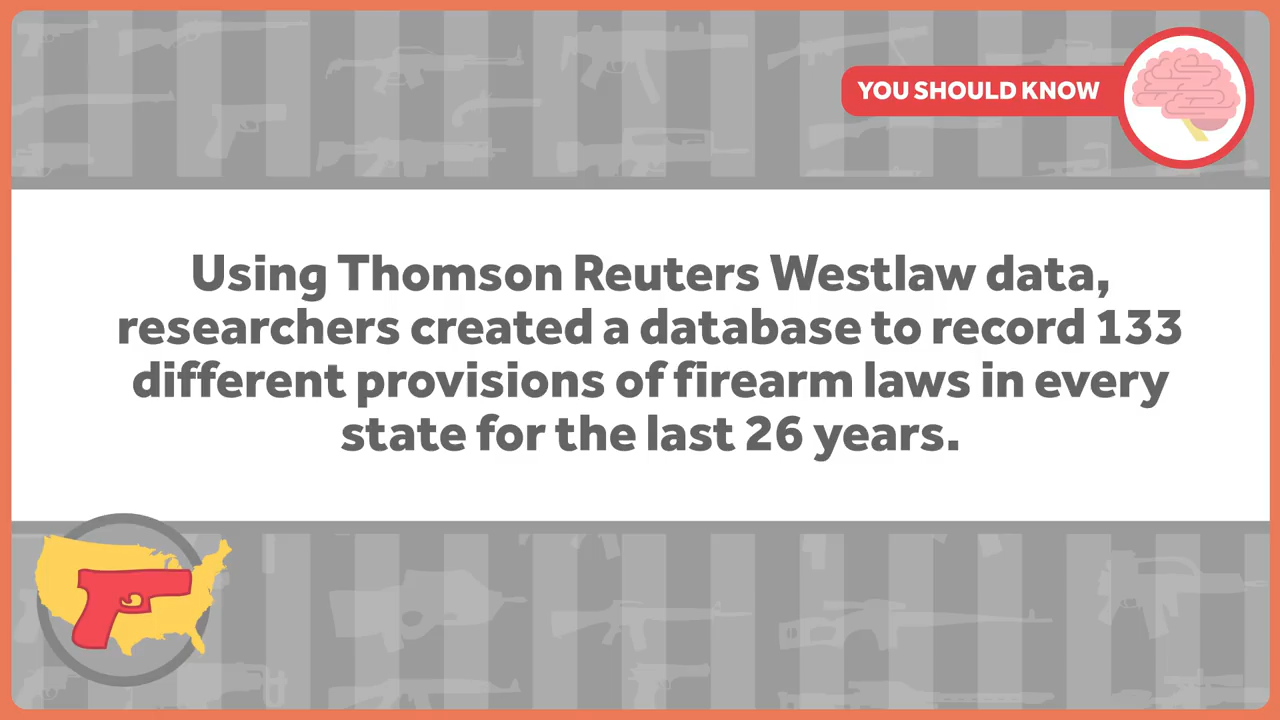 YOU SHOULD KNOW
Using Thomson Reuters Westlaw data,
researchers created a database to record 133
different provisions of firearm laws in every
state for the last 26 years.